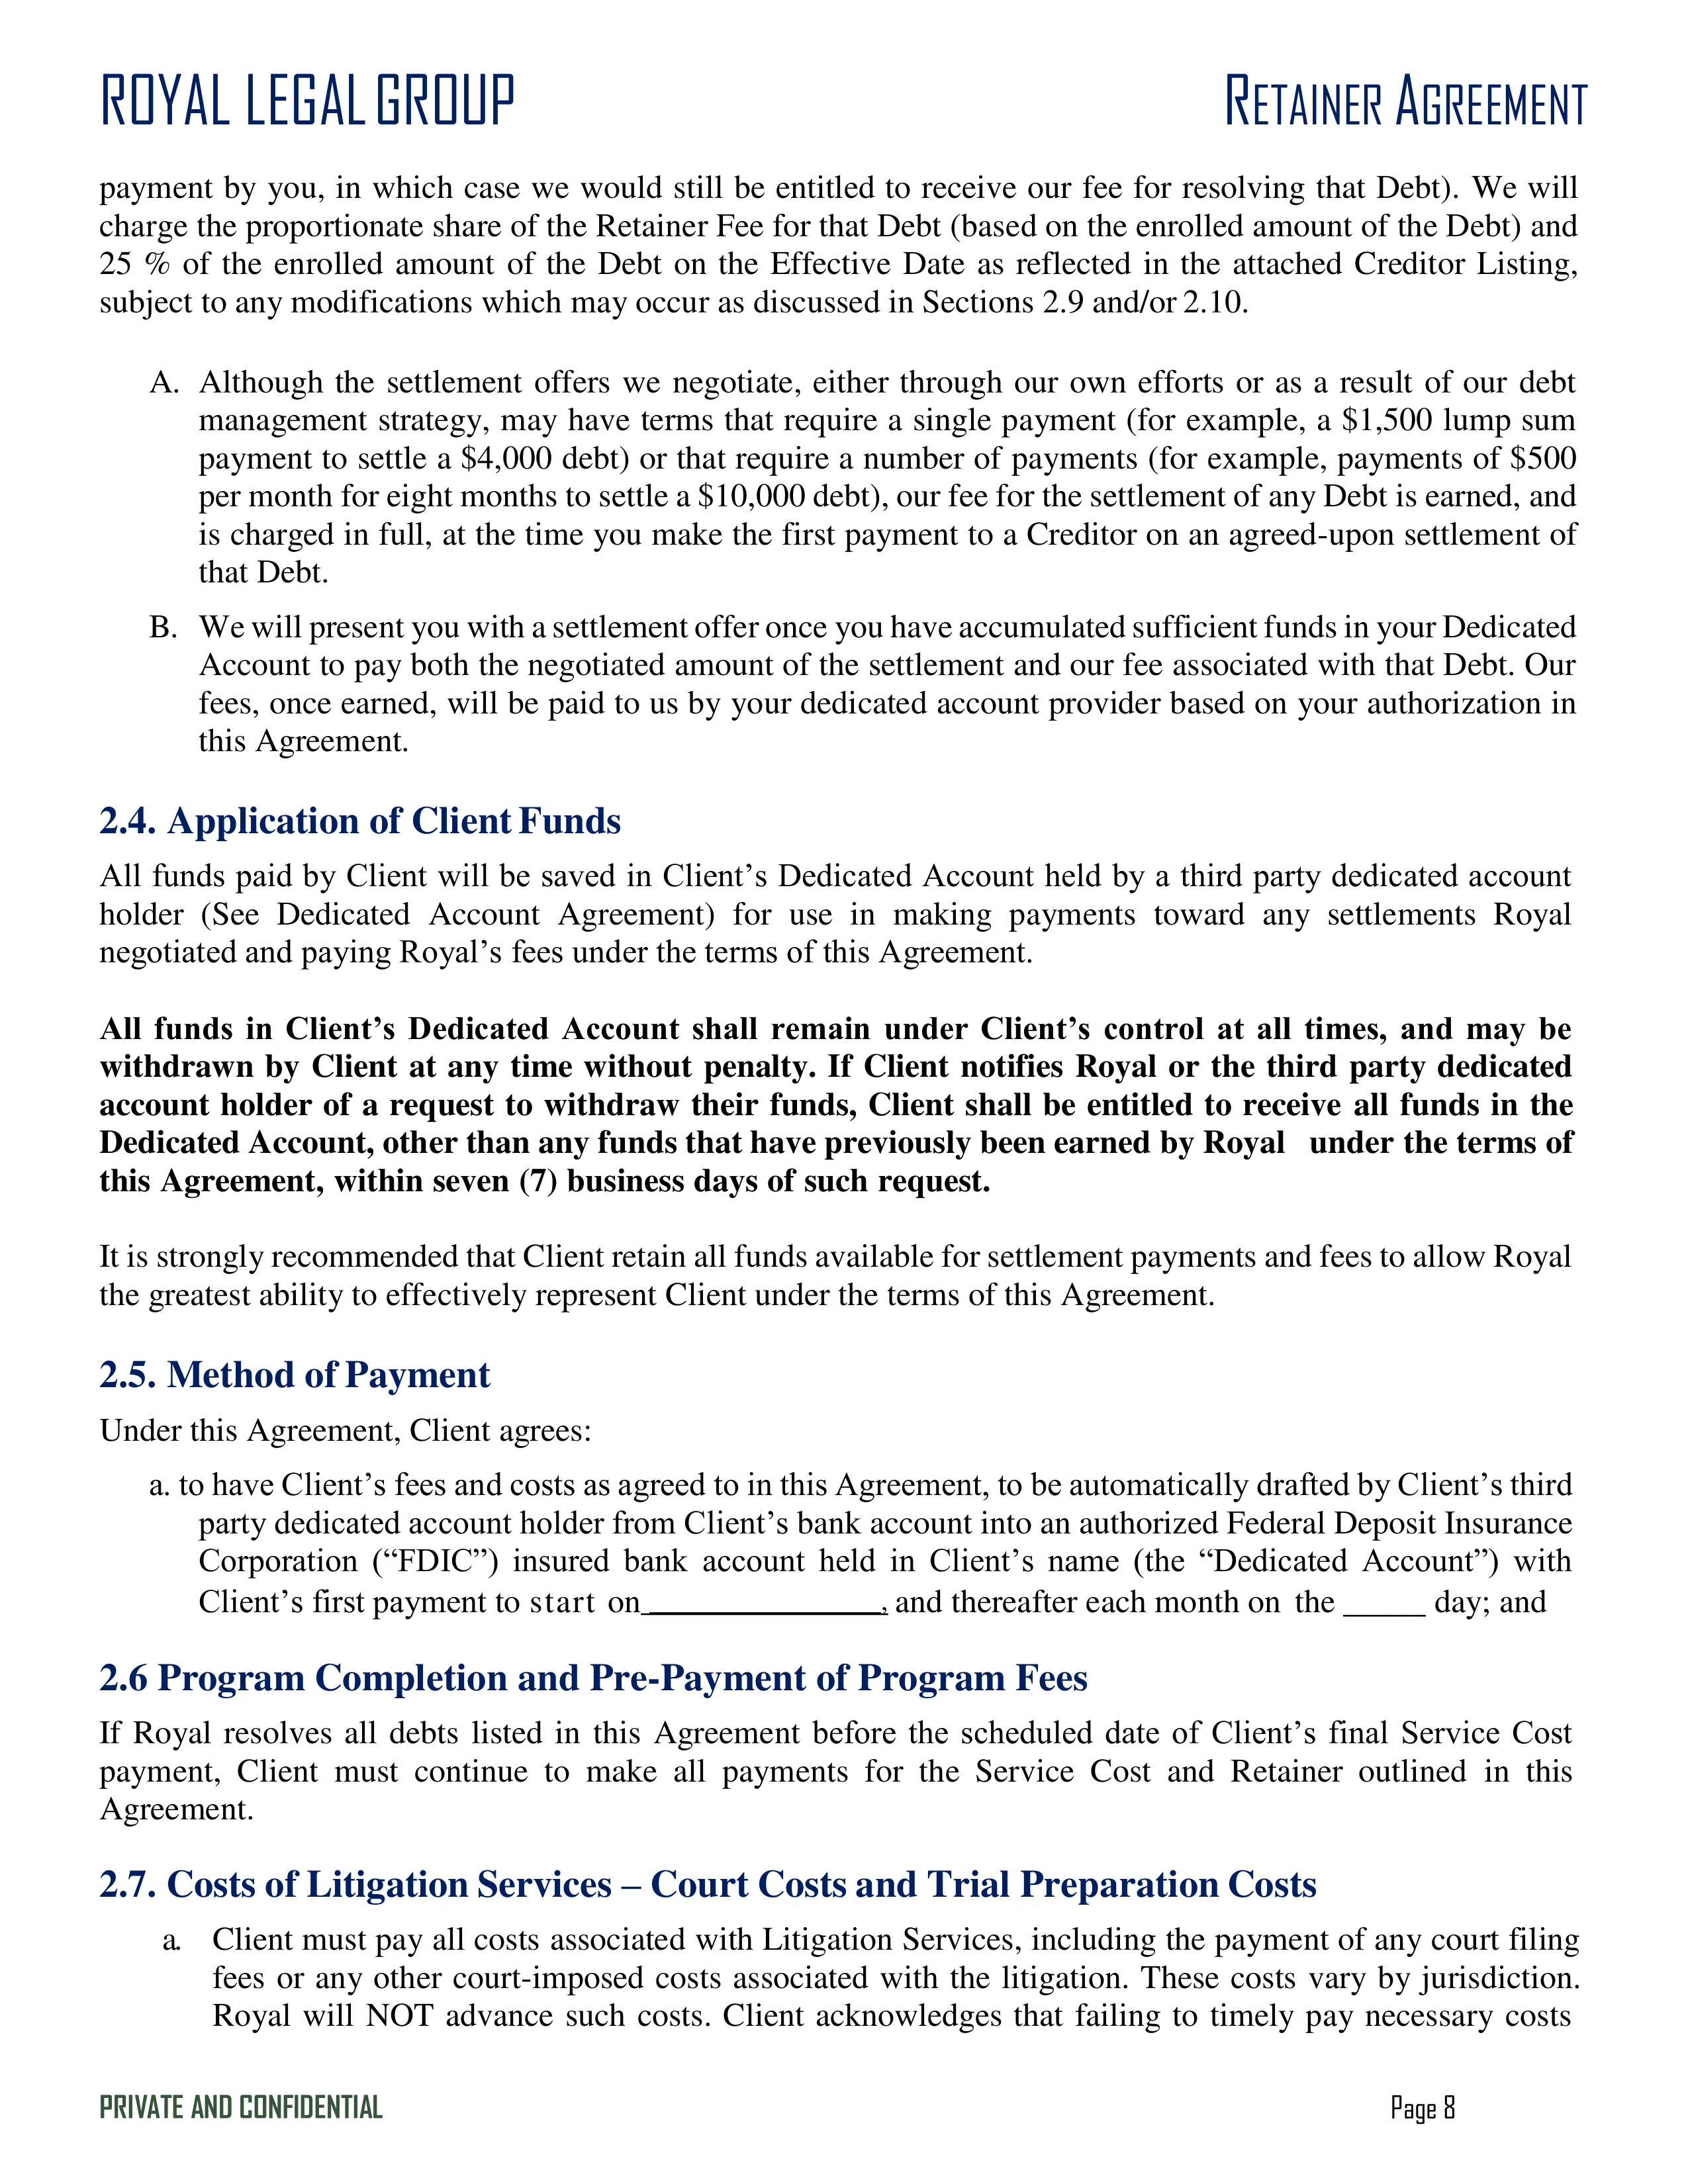 ROYAL LEGAL GROUP
RETAINER AGREEMENT
payment by you, in which case we would still be entitled to receive our fee for resolving that Debt). We will
charge the proportionate share of the Retainer Fee for that Debt (based on the enrolled amount of the Debt) and
25 % of the enrolled amount of the Debt on the Effective Date as reflected in the attached Creditor Listing,
subject to any modifications which may occur as discussed in Sections 2.9 and/or 2.10.
A. Although the settlement offers we negotiate, either through our own efforts or as a result of our debt
management strategy, may have terms that require a single payment (for example, a $1,500 lump sum
payment to settle a $4,000 debt) or that require a number of payments (for example, payments of $500
per month for eight months to settle a $10,000 debt), our fee for the settlement of any Debt is earned, and
is charged in full, at the time you make the first payment to a Creditor on an agreed-upon settlement of
that Debt.
B. We will present you with a settlement offer once you have accumulated sufficient funds in your Dedicated
Account to pay both the negotiated amount of the settlement and our fee associated with that Debt. Our
fees, once earned, will be paid to us by your dedicated account provider based on your authorization in
this Agreement.
2.4. Application of Client Funds
All funds paid by Client will be saved in Client’s Dedicated Account held by a third party dedicated account
holder (See Dedicated Account Agreement) for use in making payments toward any settlements Royal
negotiated and paying Royal’s fees under the terms of this Agreement.
All funds in Client’s Dedicated Account shall remain under Client’s control at all times, and may be
withdrawn by Client at any time without penalty. If Client notifies Royal or the third party dedicated
account holder of a request to withdraw their funds, Client shall be entitled to receive all funds in the
Dedicated Account, other than any funds that have previously been earned by Royal under the terms of
this Agreement, within seven (7) business days of such request.
It is strongly recommended that Client retain all funds available for settlement payments and fees to allow Royal
the greatest ability to effectively represent Client under the terms of this Agreement.
2.5. Method of Payment
Under this Agreement, Client agrees:
a. to have Client’s fees and costs as agreed to in this Agreement, to be automatically drafted by Client’s third
party dedicated account holder from Client’s bank account into an authorized Federal Deposit Insurance
Corporation (“FDIC”) insured bank account held in Client’s name (the “Dedicated Account”) with
Client’s first payment to start on_______________, and thereafter each month on the _____ day; and
2.6 Program Completion and Pre-Payment of Program Fees
If Royal resolves all debts listed in this Agreement before the scheduled date of Client’s final Service Cost
payment, Client must continue to make all payments for the Service Cost and Retainer outlined in this
Agreement.
2.7. Costs of Litigation Services – Court Costs and Trial Preparation Costs
a. Client must pay all costs associated with Litigation Services, including the payment of any court filing
fees or any other court-imposed costs associated with the litigation. These costs vary by jurisdiction.
Royal will NOT advance such costs. Client acknowledges that failing to timely pay necessary costs
PRIVATE AND CONFIDENTIAL
Page 8